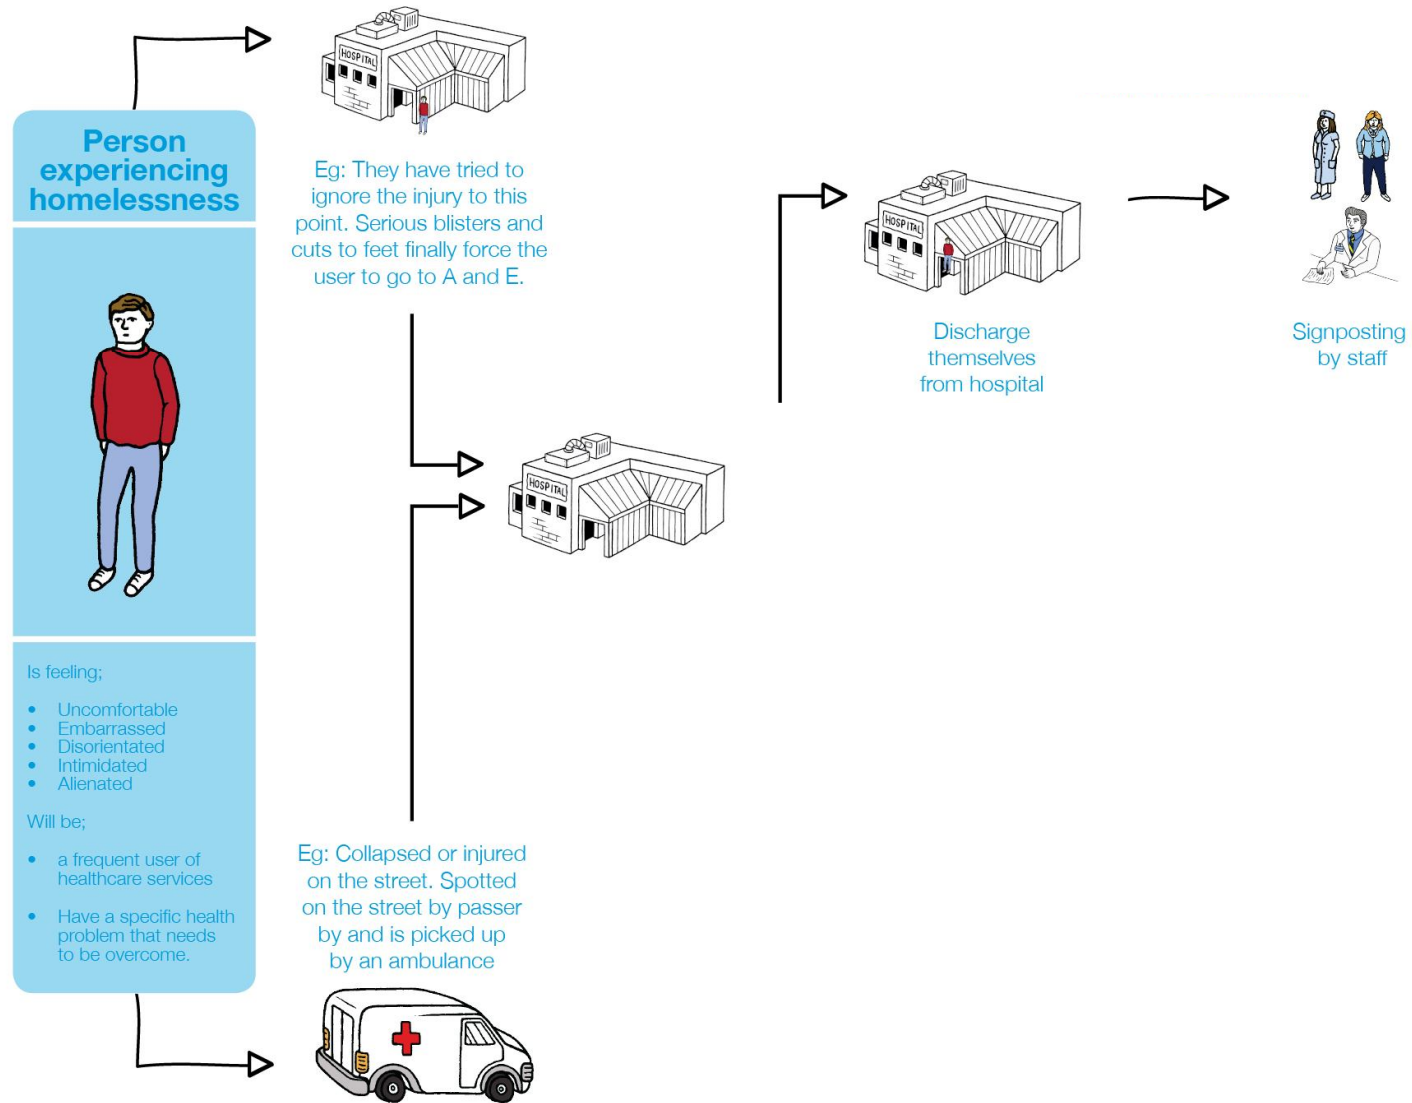 Person
experiencing
homelessness
Is feeling;
• Uncomfortable
• Embarrassed
• Disorientated
• Intimidated
• Alienated
Will be;
• a frequent user of
healthcare services
• Have a specific health
problem that needs
to be overcome.
HOSPITAL
Eg: They have tried to
ignore the injury to this
point. Serious blisters and
cuts to feet finally force the
user to go to A and E.
Eg: Collapsed or injured
on the street. Spotted
on the street by passer
by and is picked up
by an ambulance
HOSPITAL
HOSPITAL
Discharge
themselves
from hospital
Signposting
by staff